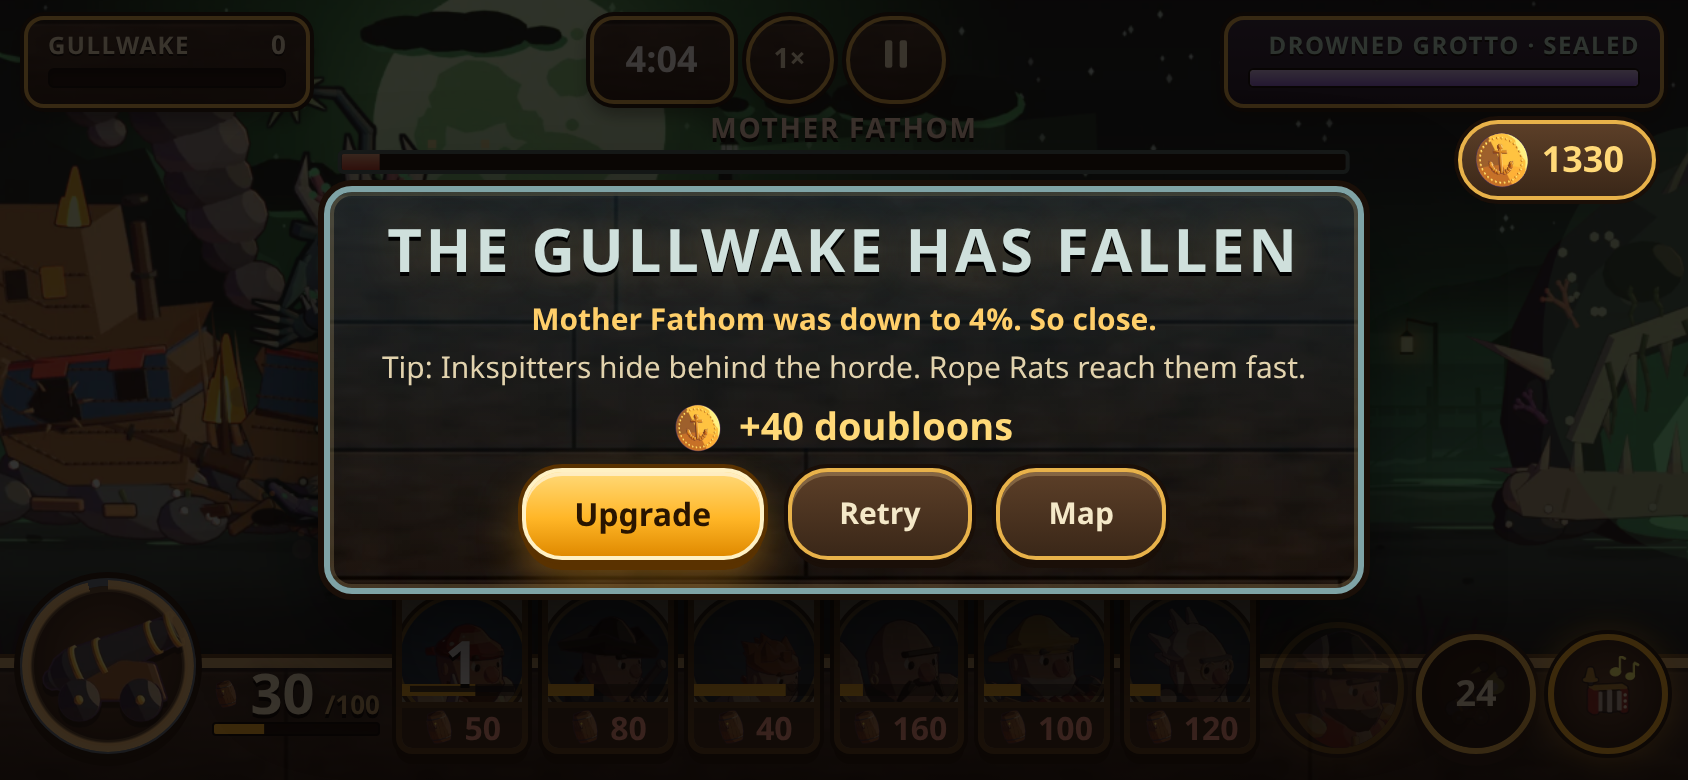 GULLWAKE 0
4:04
1×
DROWNED GROTTO · SEALED
MOTHER FATHOM
1330
THE GULLWAKE HAS FALLEN
Mother Fathom was down to 4%. So close.
Tip: Inkspitters hide behind the horde. Rope Rats reach them fast.
+40 doubloons
Upgrade
Retry
Map
30 /100
1
50
80
40
160
100
120
24